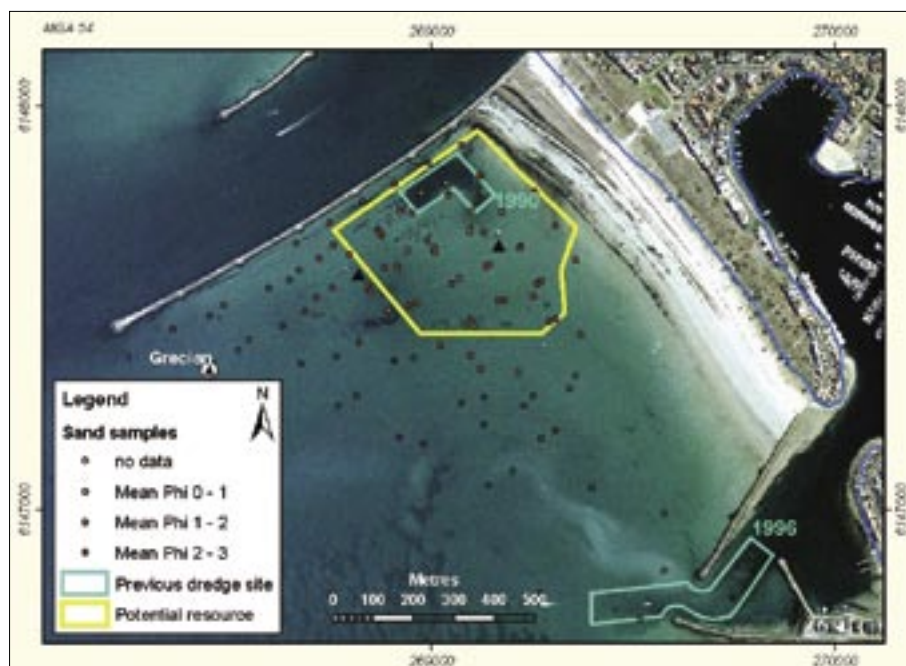 MGA 54
269000
270000
6148000
6148000
1990
Grecian
Legend
N
Sand samples
no data
Mean Phi 0 - 1
Mean Phi 1 - 2
Mean Phi 2 - 3
Previous dredge site
Potential resource
Metres
0 100 200 300 400 500
1996
6147000
6147000
269000
270000